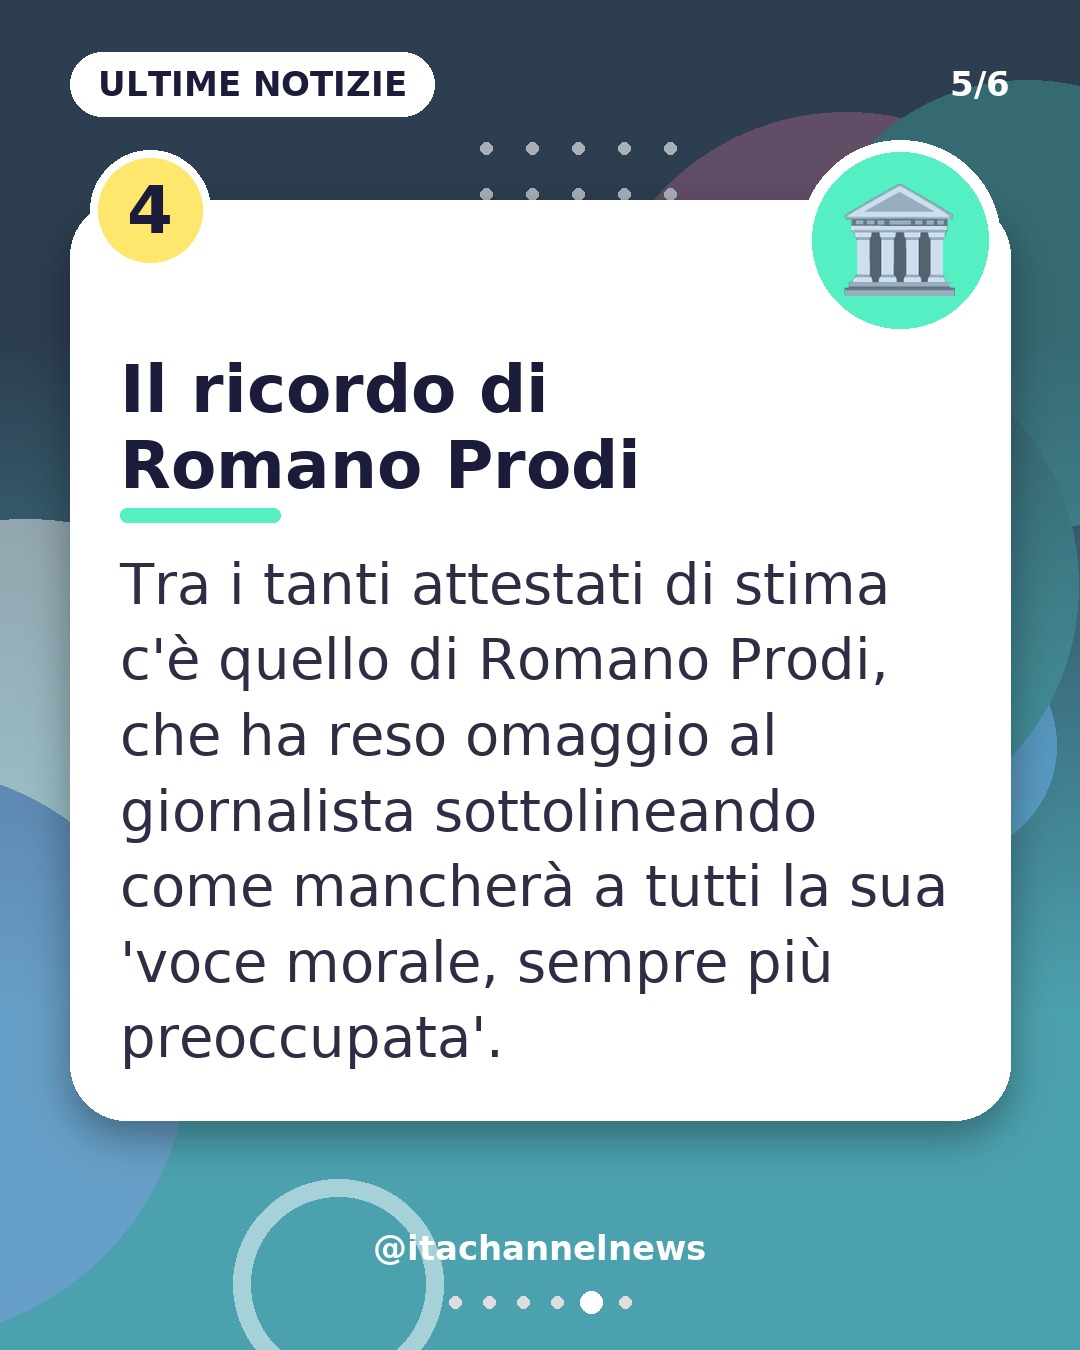 ULTIME NOTIZIE
5/6
4
Il ricordo di
Romano Prodi
Tra i tanti attestati di stima
c'è quello di Romano Prodi,
che ha reso omaggio al
giornalista sottolineando
come mancherà a tutti la sua
'voce morale, sempre più
preoccupata'.
@itachannelnews